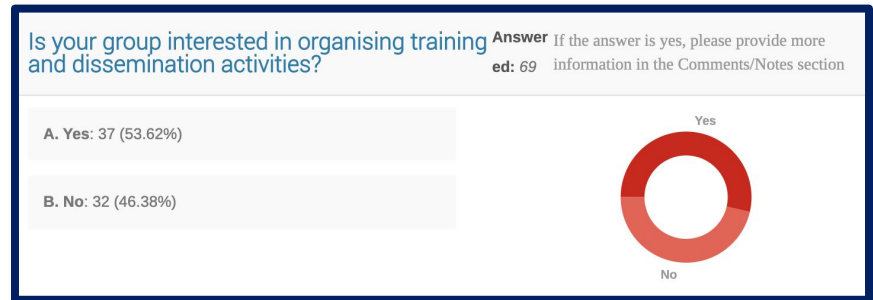 Is your group interested in organising training
and dissemination activities?
Answer
ed: 69
If the answer is yes, please provide more
information in the Comments/Notes section
A. Yes: 37 (53.62%)
B. No: 32 (46.38%)
Yes
No